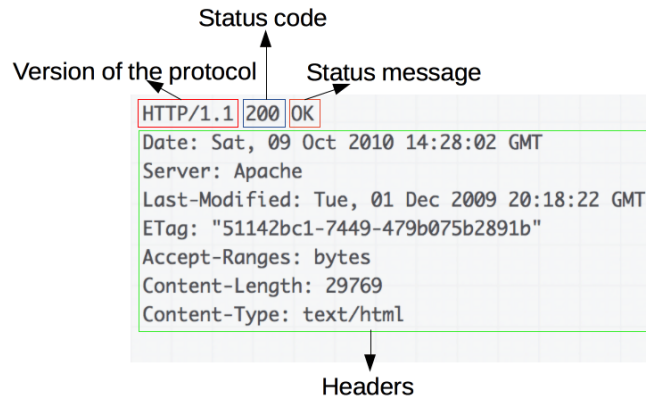 Status code
Version of the protocol
Status message
HTTP/1.1 200 OK
Date: Sat, 09 Oct 2010 14:28:02 GMT
Server: Apache
Last-Modified: Tue, 01 Dec 2009 20:18:22 GMT
ETag: "51142bc1-7449-479b075b2891b"
Accept-Ranges: bytes
Content-Length: 29769
Content-Type: text/html
Headers